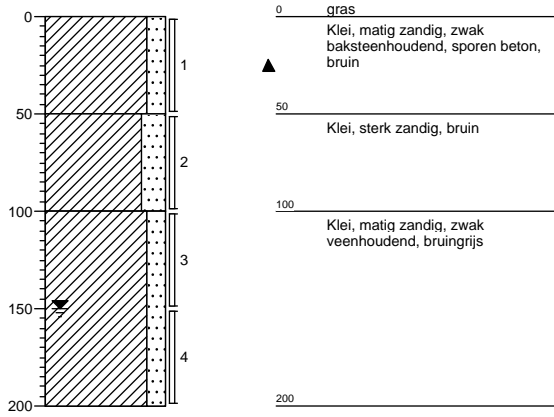 0
50
100
150
200
1
2
3
4
0
gras
Klei, matig zandig, zwak
baksteenhoudend, sporen beton,
bruin
50
Klei, sterk zandig, bruin
100
Klei, matig zandig, zwak
veenhoudend, bruingrijs
200